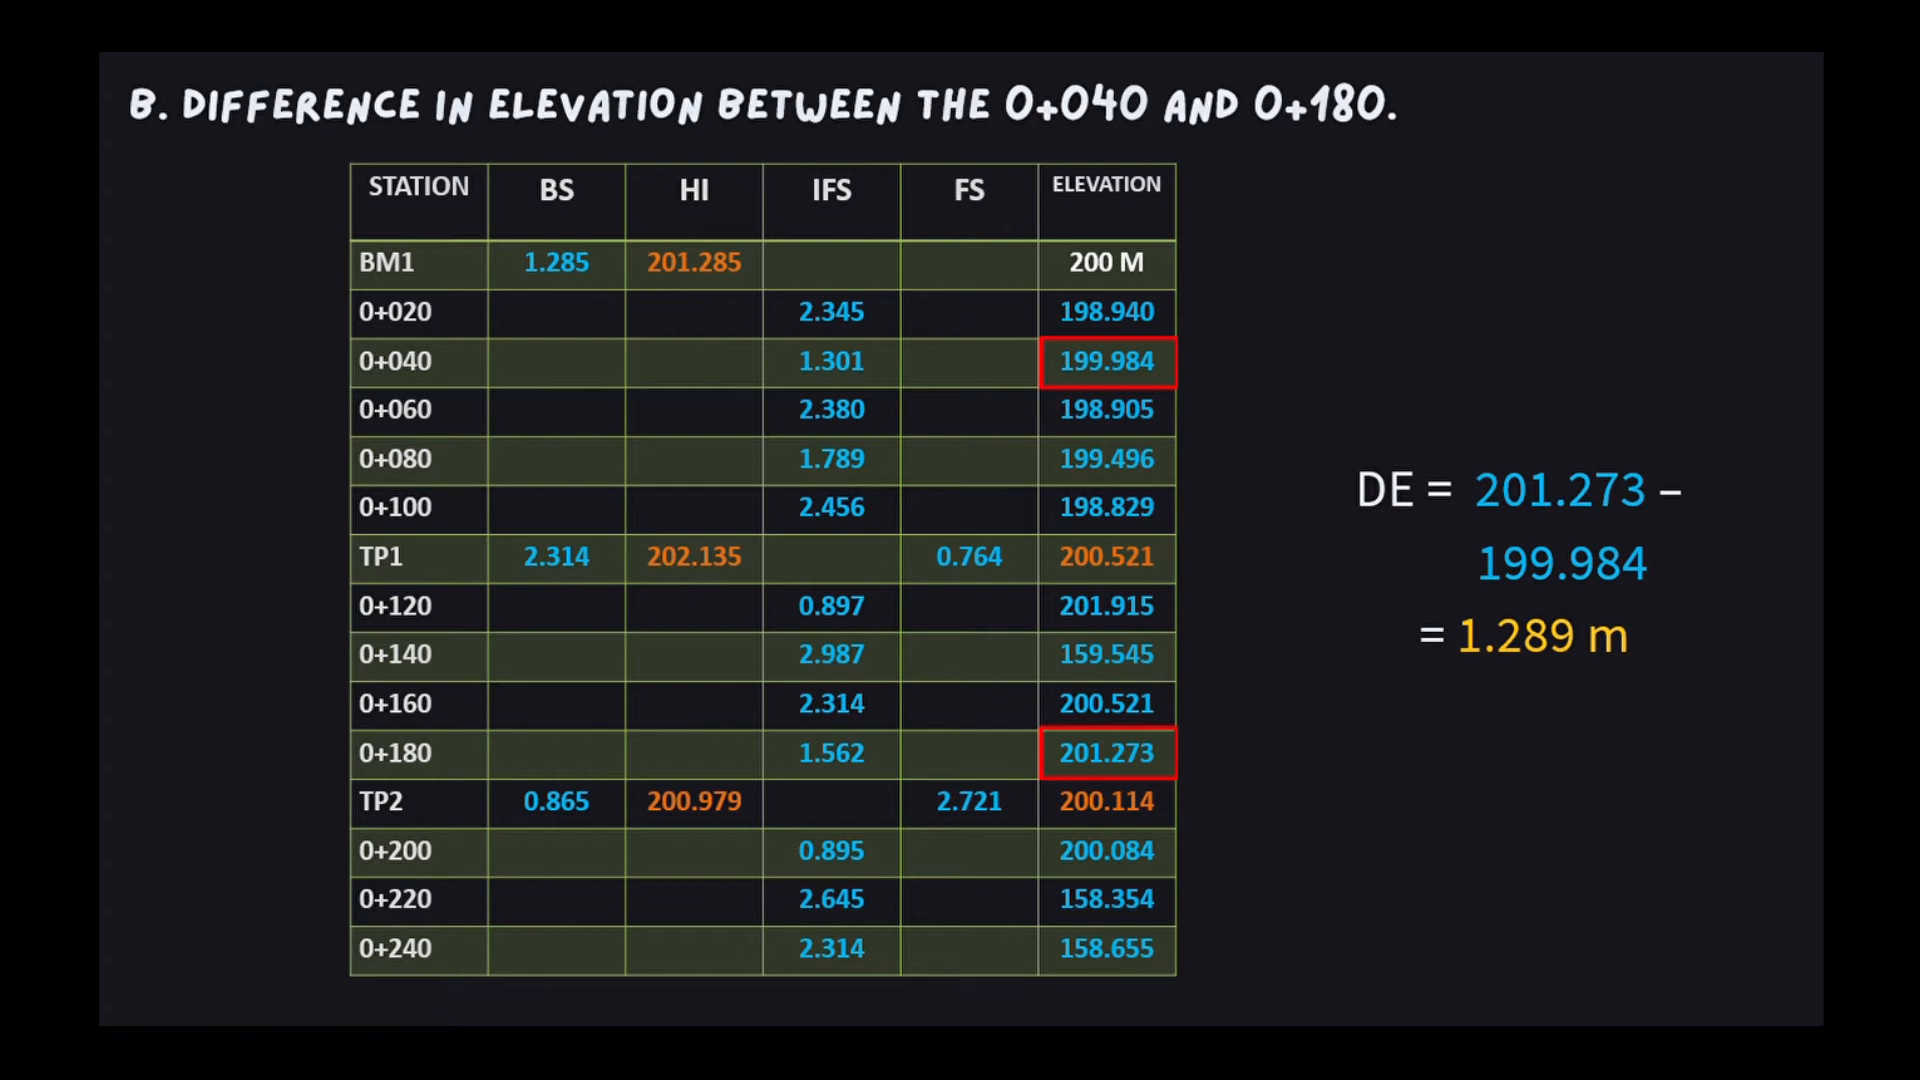 B. DIFFERENCE IN ELEVATION BETWEEN THE 0+040 AND 0+180.
STATION BS HI IFS FS ELEVATION
BM1 1.285 201.285 200 M
0+020 2.345 198.940
0+040 1.301 199.984
0+060 2.380 198.905
0+080 1.789 199.496
0+100 2.456 198.829
TP1 2.314 202.135 0.764 200.521
0+120 0.897 201.915
0+140 2.987 159.545
0+160 2.314 200.521
0+180 1.562 201.273
TP2 0.865 200.979 2.721 200.114
0+200 0.895 200.084
0+220 2.645 158.354
0+240 2.314 158.655
DE = 201.273 –
199.984
= 1.289 m